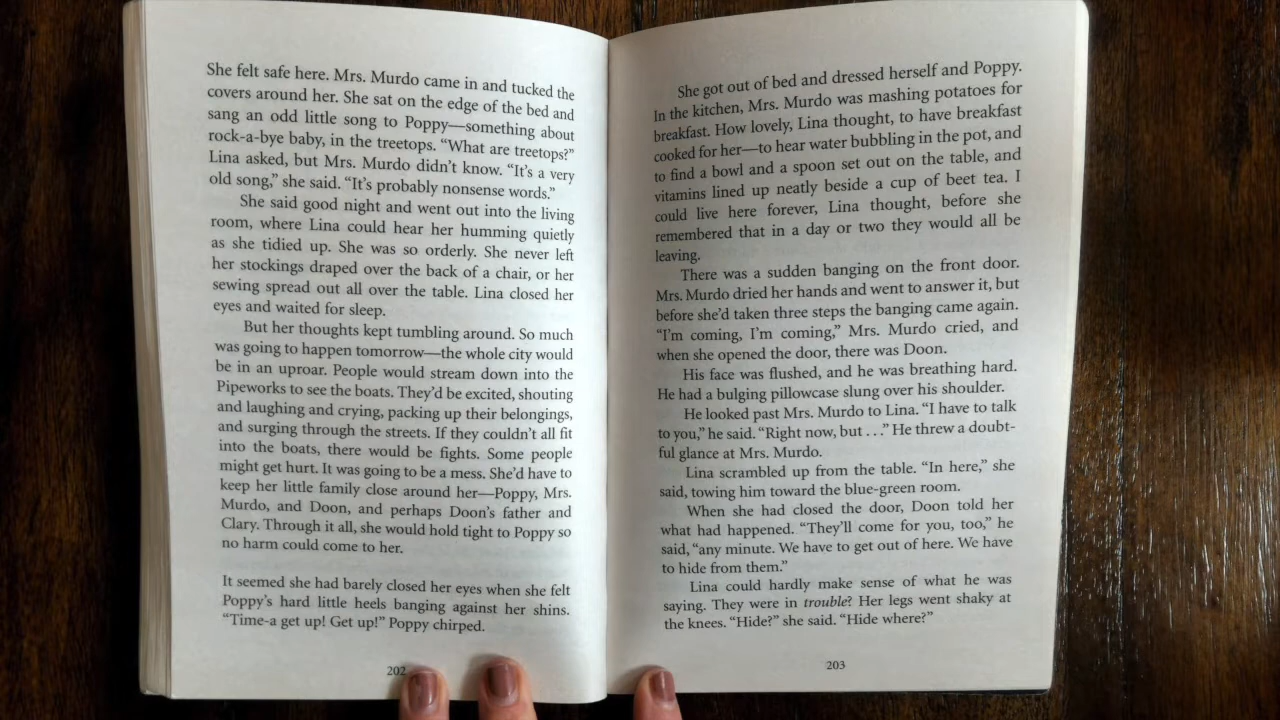 She felt safe here. Mrs. Murdo came in and tucked the
covers around her. She sat on the edge of the bed and
sang an odd little song to Poppy—something about
rock-a-bye baby, in the treetops. “What are treetops?”
Lina asked, but Mrs. Murdo didn’t know. “It’s a very
old song,” she said. “It’s probably nonsense words.”
She said good night and went out into the living
room, where Lina could hear her humming quietly
as she tidied up. She was so orderly. She never left
her stockings draped over the back of a chair, or her
sewing spread out all over the table. Lina closed her
eyes and waited for sleep.
But her thoughts kept tumbling around. So much
was going to happen tomorrow—the whole city would
be in an uproar. People would stream down into the
Pipeworks to see the boats. They’d be excited, shouting
and laughing and crying, packing up their belongings,
and surging through the streets. If they couldn’t all fit
into the boats, there would be fights. Some people
might get hurt. It was going to be a mess. She’d have to
keep her little family close around her—Poppy, Mrs.
Murdo, and Doon, and perhaps Doon’s father and
Clary. Through it all, she would hold tight to Poppy so
no harm could come to her.
It seemed she had barely closed her eyes when she felt
Poppy’s hard little heels banging against her shins.
“Time-a get up! Get up!” Poppy chirped.
202
She got out of bed and dressed herself and Poppy.
In the kitchen, Mrs. Murdo was mashing potatoes for
breakfast. How lovely, Lina thought, to have breakfast
cooked for her—to hear water bubbling in the pot, and
to find a bowl and a spoon set out on the table, and
vitamins lined up neatly beside a cup of beet tea. I
could live here forever, Lina thought, before she
remembered that in a day or two they would all be
leaving.
There was a sudden banging on the front door.
Mrs. Murdo dried her hands and went to answer it, but
before she’d taken three steps the banging came again.
“I’m coming, I’m coming,” Mrs. Murdo cried, and
when she opened the door, there was Doon.
His face was flushed, and he was breathing hard.
He had a bulging pillowcase slung over his shoulder.
He looked past Mrs. Murdo to Lina. “I have to talk
to you,” he said. “Right now, but . . .” He threw a doubt-
ful glance at Mrs. Murdo.
Lina scrambled up from the table. “In here,” she
said, towing him toward the blue-green room.
When she had closed the door, Doon told her
what had happened. “They’ll come for you, too,” he
said, “any minute. We have to get out of here. We have
to hide from them.”
Lina could hardly make sense of what he was
saying. They were in trouble? Her legs went shaky at
the knees. “Hide?” she said. “Hide where?”
203